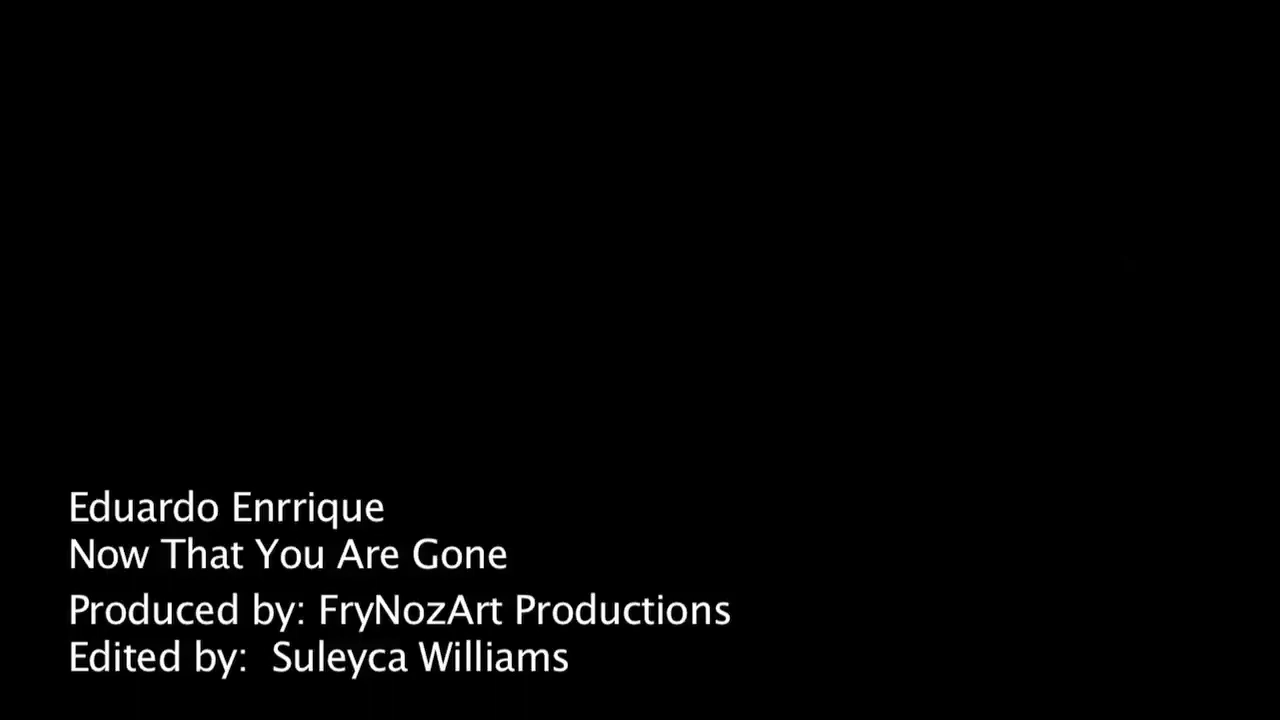 Eduardo Enrrique
Now That You Are Gone
Produced by: FryNozArt Productions
Edited by:  Suleyca Williams